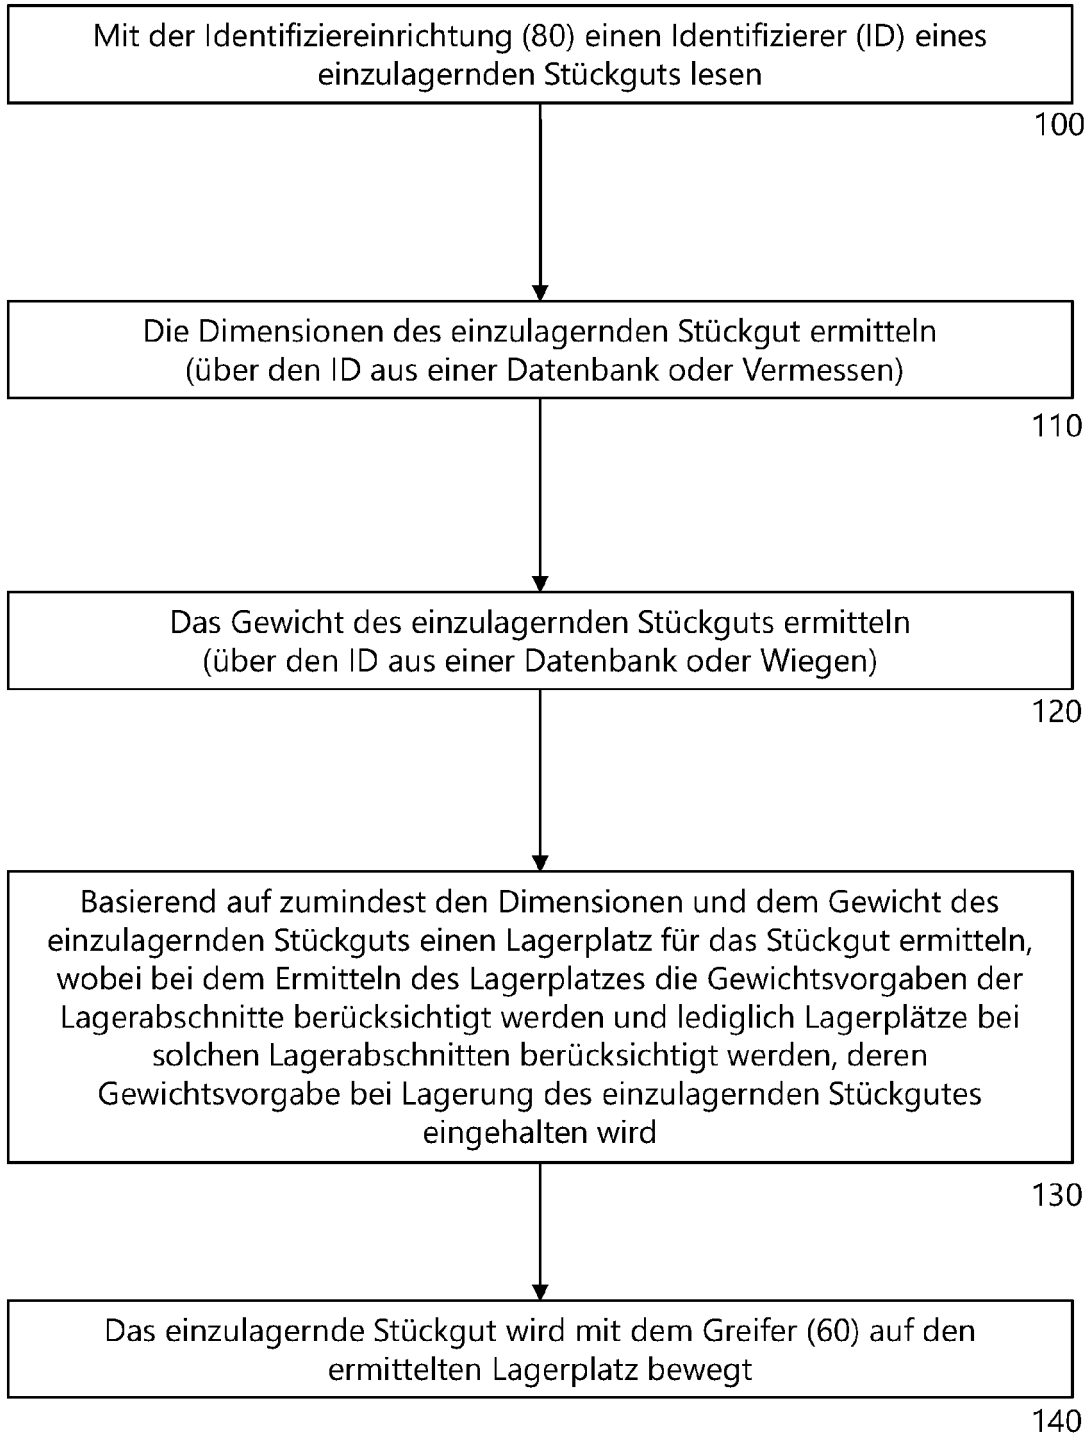 Mit der Identifiziereinrichtung (80) einen Identifizierer (ID) eines
einzulagernden Stückguts lesen
100
Die Dimensionen des einzulagernden Stückgut ermitteln
(über den ID aus einer Datenbank oder Vermessen)
110
Das Gewicht des einzulagernden Stückguts ermitteln
(über den ID aus einer Datenbank oder Wiegen)
120
Basierend auf zumindest den Dimensionen und dem Gewicht des
einzulagernden Stückguts einen Lagerplatz für das Stückgut ermitteln,
wobei bei dem Ermitteln des Lagerplatzes die Gewichtsvorgaben der
Lagerabschnitte berücksichtigt werden und lediglich Lagerplätze bei
solchen Lagerabschnitten berücksichtigt werden, deren
Gewichtsvorgabe bei Lagerung des einzulagernden Stückgutes
eingehalten wird
130
Das einzulagernde Stückgut wird mit dem Greifer (60) auf den
ermittelten Lagerplatz bewegt
140